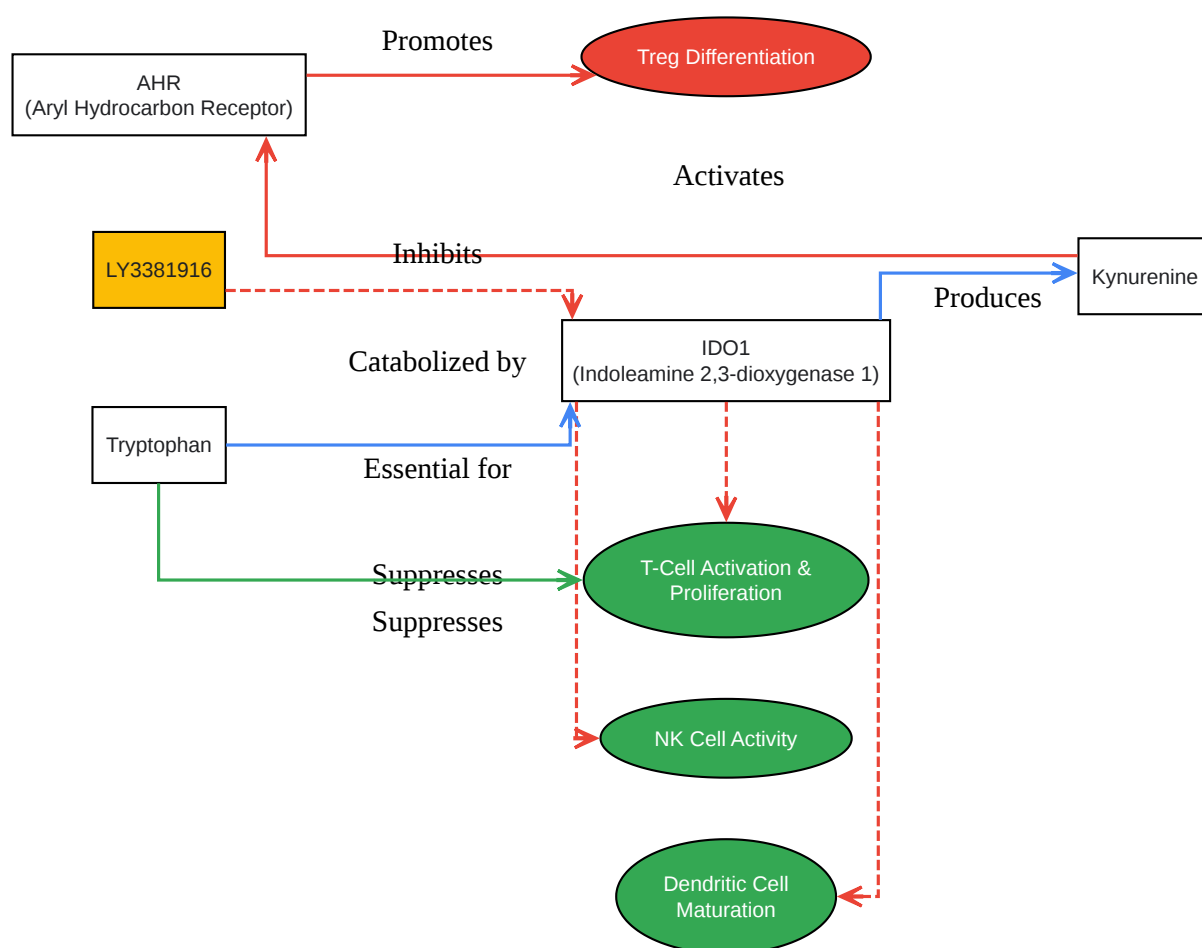 Promotes
Treg Differentiation
AHR
(Aryl Hydrocarbon Receptor)
Activates
Inhibits
LY3381916
Kynurenine
Produces
IDO1
(Indoleamine 2,3-dioxygenase 1)
Catabolized by
Tryptophan
Essential for
T-Cell Activation &
Proliferation
Suppresses
Suppresses
NK Cell Activity
Dendritic Cell
Maturation